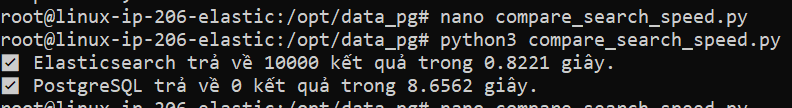 root@linux-ip-206-elastic:/opt/data_pg# nano compare_search_speed.py
root@linux-ip-206-elastic:/opt/data_pg# python3 compare_search_speed.py
✅ Elasticsearch trả về 10000 kết quả trong 0.8221 giây.
✅ PostgreSQL trả về 0 kết quả trong 8.6562 giây.
root@linux-ip-206-elastic:/opt/data_pg# nano compare_search_speed.py